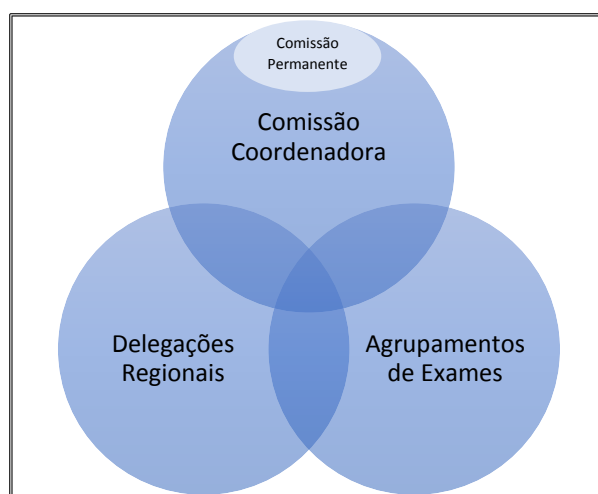 Comissão
Permanente
Comissão
Coordenadora
Delegações
Regionais
Agrupamentos
de Exames